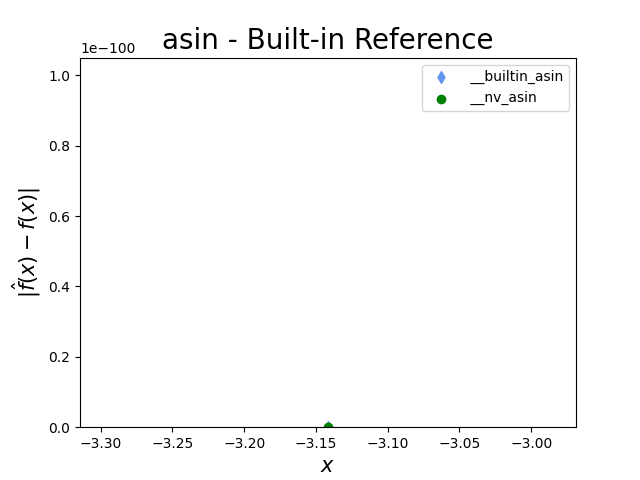 asin - Built-in Reference
1e−100
1.0
0.8
0.6
0.4
0.2
0.0
|f̂(x) − f(x)|
__builtin_asin
__nv_asin
−3.30 −3.25 −3.20 −3.15 −3.10 −3.05 −3.00
x